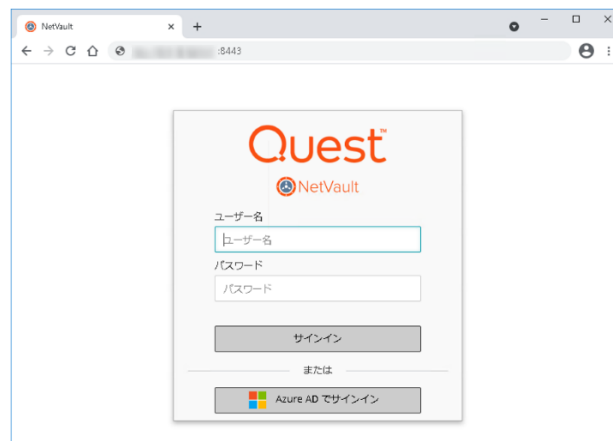 NetVault
:8443
Quest™
NetVault
ユーザー名
ユーザー名
パスワード
パスワード
サインイン
または
Azure AD でサインイン